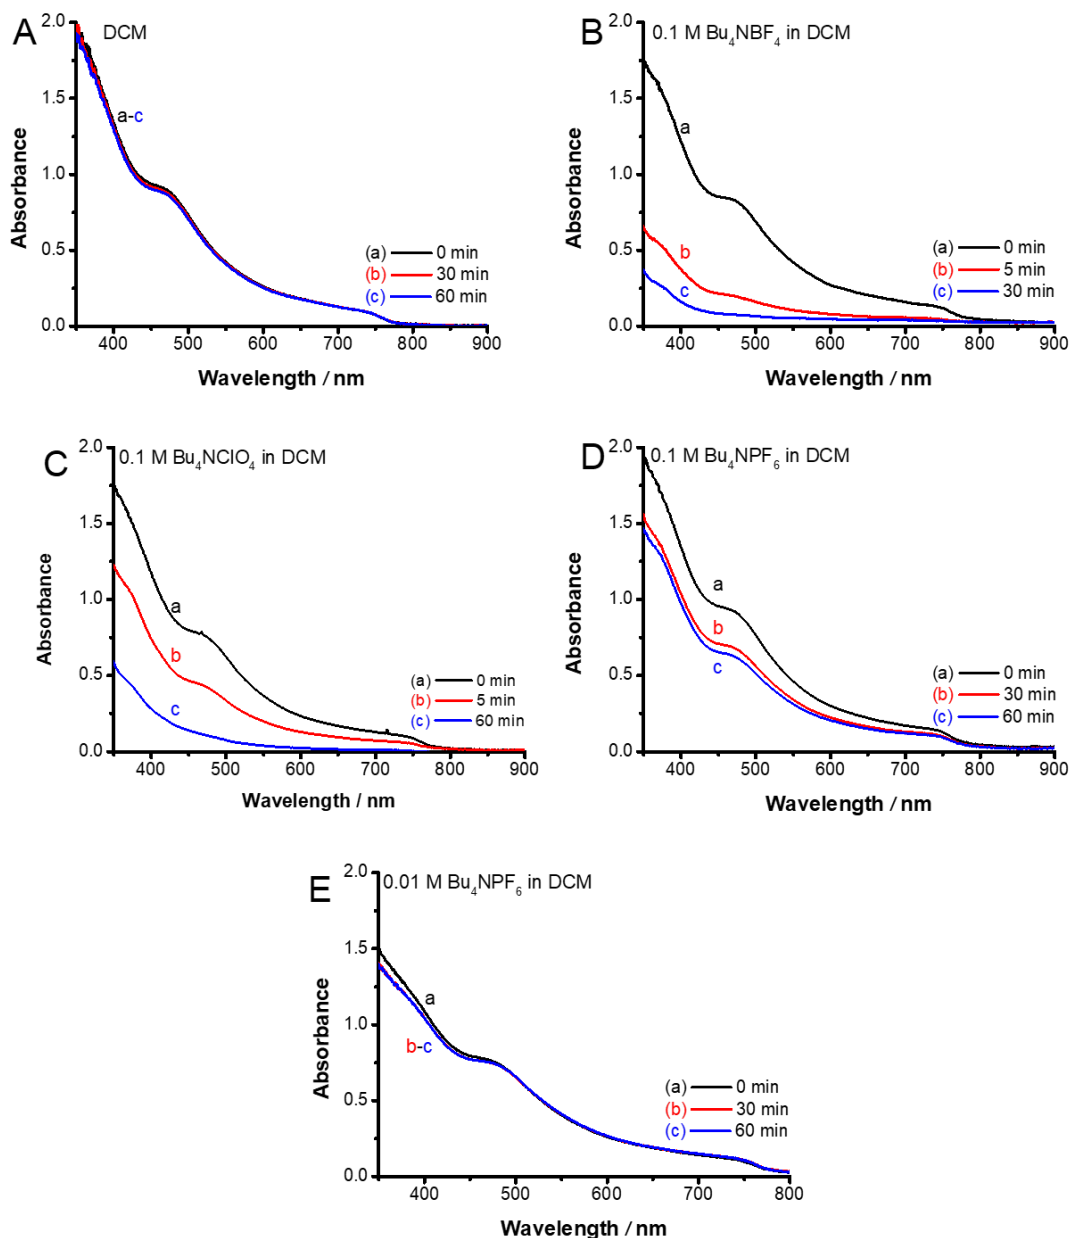 A
DCM
2.0
1.5
1.0
0.5
0.0
Absorbance
a-c
(a) 0 min
(b) 30 min
(c) 60 min
400 500 600 700 800 900
Wavelength / nm
B
0.1 M Bu₄NBF₄ in DCM
2.0
1.5
1.0
0.5
0.0
Absorbance
a
b
c
(a) 0 min
(b) 5 min
(c) 30 min
400 500 600 700 800 900
Wavelength / nm
C
0.1 M Bu₄NClO₄ in DCM
2.0
1.5
1.0
0.5
0.0
Absorbance
a
b
c
(a) 0 min
(b) 5 min
(c) 60 min
400 500 600 700 800 900
Wavelength / nm
D
0.1 M Bu₄NPF₆ in DCM
2.0
1.5
1.0
0.5
0.0
Absorbance
a
b
c
(a) 0 min
(b) 30 min
(c) 60 min
400 500 600 700 800 900
Wavelength / nm
E
0.01 M Bu₄NPF₆ in DCM
2.0
1.5
1.0
0.5
0.0
Absorbance
a
b-c
(a) 0 min
(b) 30 min
(c) 60 min
400 500 600 700 800
Wavelength / nm